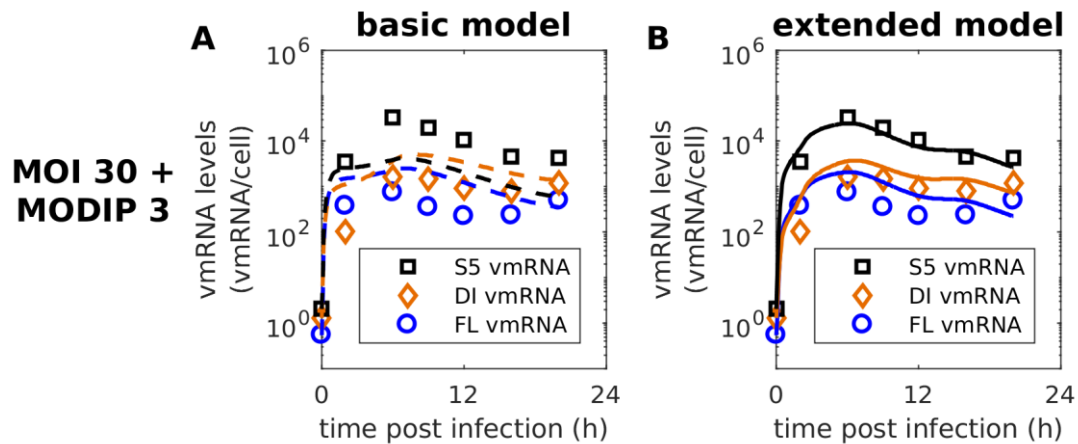 A
basic model
B
extended model
MOI 30 +
MODIP 3
vmRNA levels
(vmRNA/cell)
10^6
10^4
10^2
10^0
S5 vmRNA
DI vmRNA
FL vmRNA
0
12
24
time post infection (h)
vmRNA levels
(vmRNA/cell)
10^6
10^4
10^2
10^0
S5 vmRNA
DI vmRNA
FL vmRNA
0
12
24
time post infection (h)